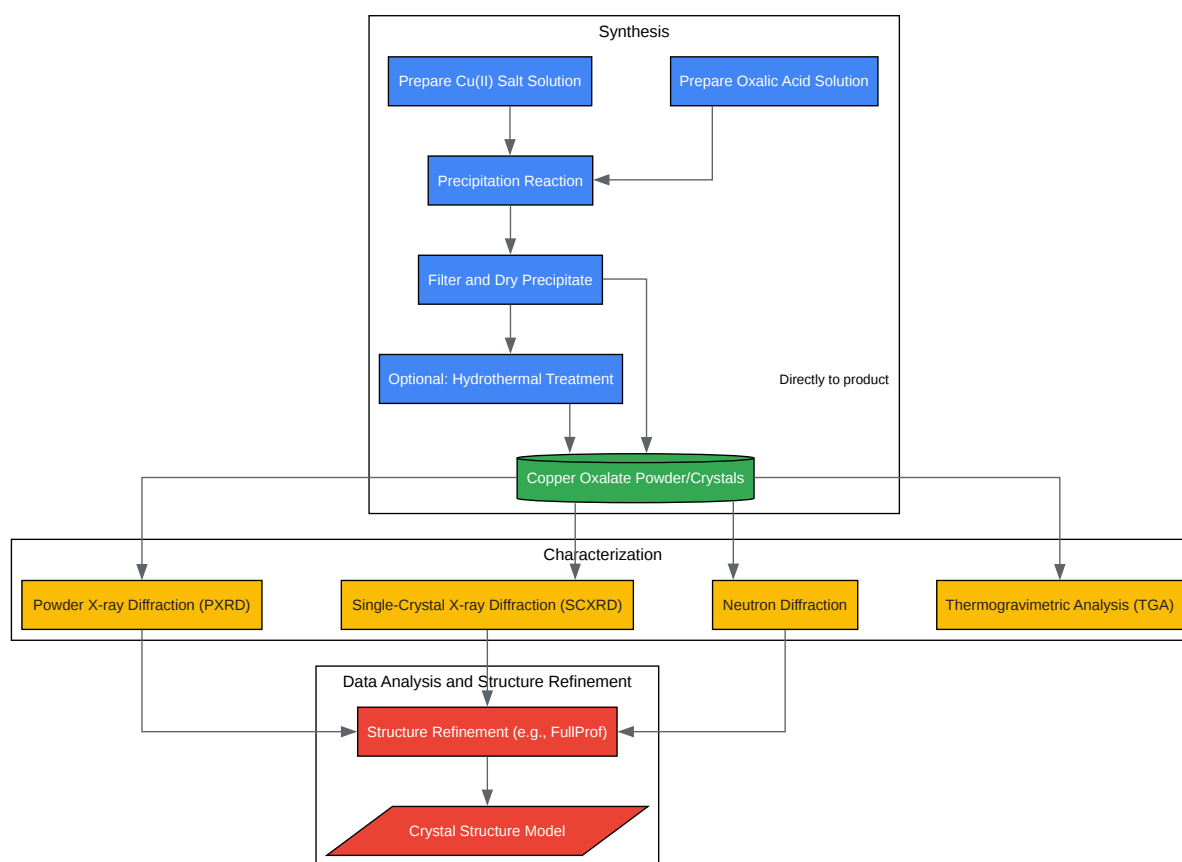 Synthesis
Prepare Cu(II) Salt Solution
Prepare Oxalic Acid Solution
Precipitation Reaction
Filter and Dry Precipitate
Optional: Hydrothermal Treatment
Directly to product
Copper Oxalate Powder/Crystals
Characterization
Powder X-ray Diffraction (PXRD)
Single-Crystal X-ray Diffraction (SCXRD)
Neutron Diffraction
Thermogravimetric Analysis (TGA)
Data Analysis and Structure Refinement
Structure Refinement (e.g., FullProf)
Crystal Structure Model